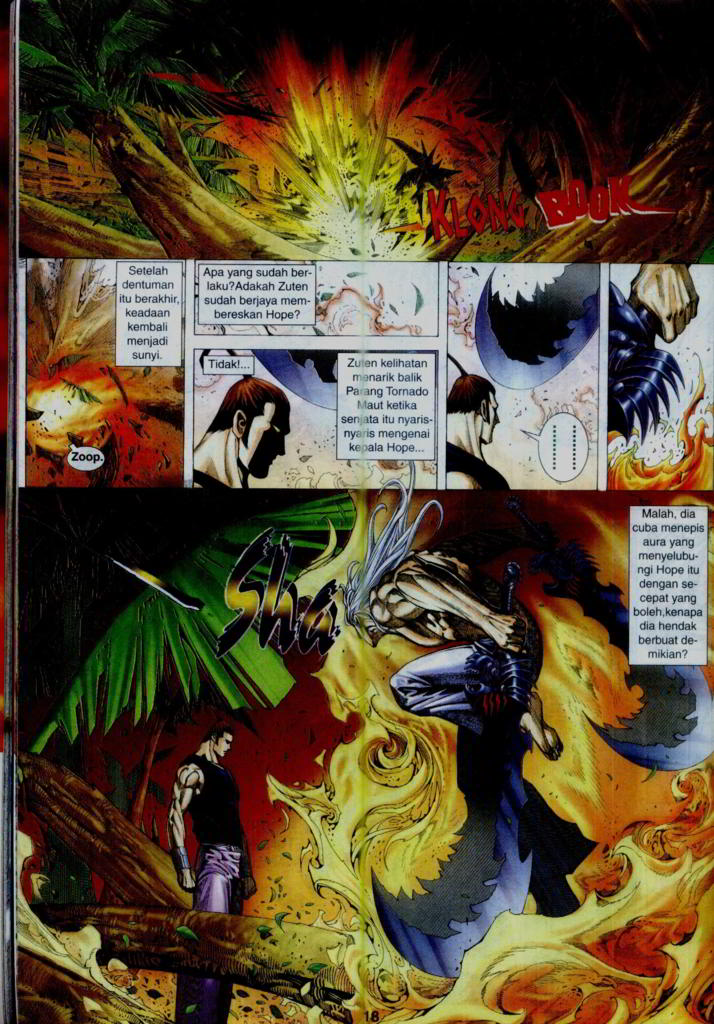 KLONG BOOK
Setelah
dentuman
itu berakhir,
keadaan
kembali
menjadi
sunyi.
Zoop.
Apa yang sudah ber-
laku?Adakah Zuten
sudah berjaya mem-
bereskan Hope?
Tidak!...
Zuten kelihatan
menarik balik
Parang Tornado
Maut ketika
senjata itu nyaris-
nyaris mengenai
kepala Hope...
Malah, dia
cuba menepis
aura yang
menyelubu-
ngi Hope itu
dengan se-
cepat yang
boleh,kenapa
dia hendak
berbuat de-
mikian?
Sha
18